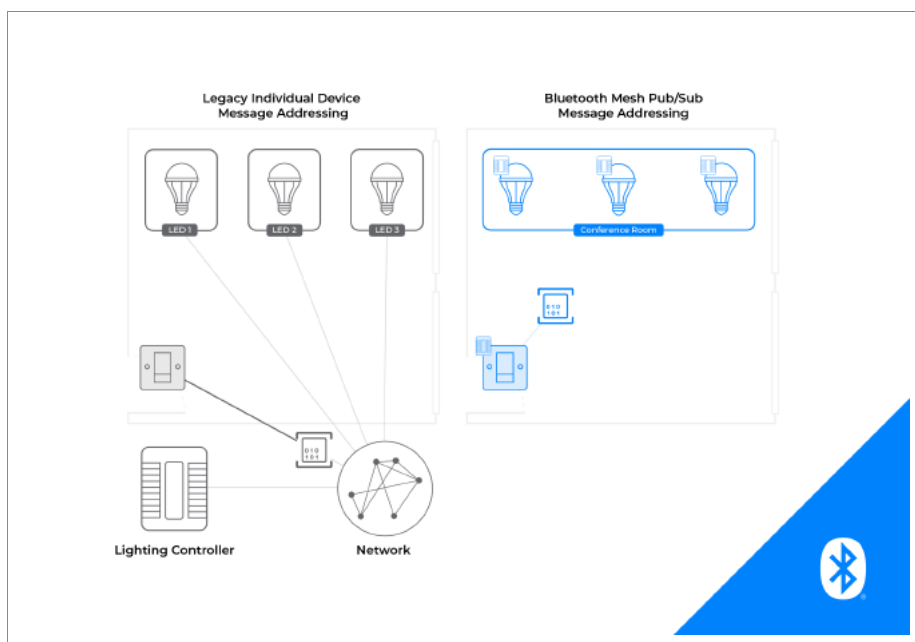 Legacy Individual Device
Message Addressing
LED 1
LED 2
LED 3
010
101
Lighting Controller
Network
Bluetooth Mesh Pub/Sub
Message Addressing
Conference Room
010
101